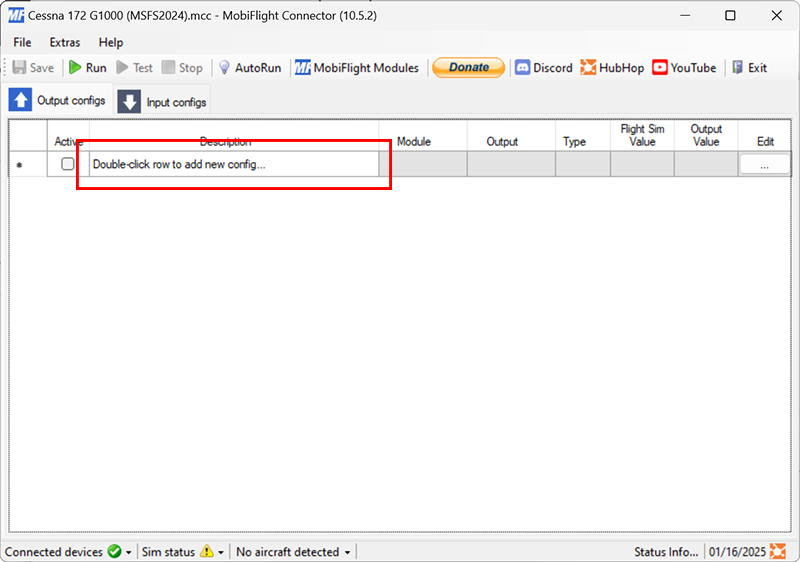 MF Cessna 172 G1000 (MSFS2024).mcc - MobiFlight Connector (10.5.2)
File Extras Help
Save Run Test Stop AutoRun MF MobiFlight Modules Donate Discord HubHop YouTube Exit
Output configs Input configs
Active Description Module Output Type Flight Sim Value Output Value Edit
* Double-click row to add new config... ...
Connected devices Sim status No aircraft detected Status Info... 01/16/2025